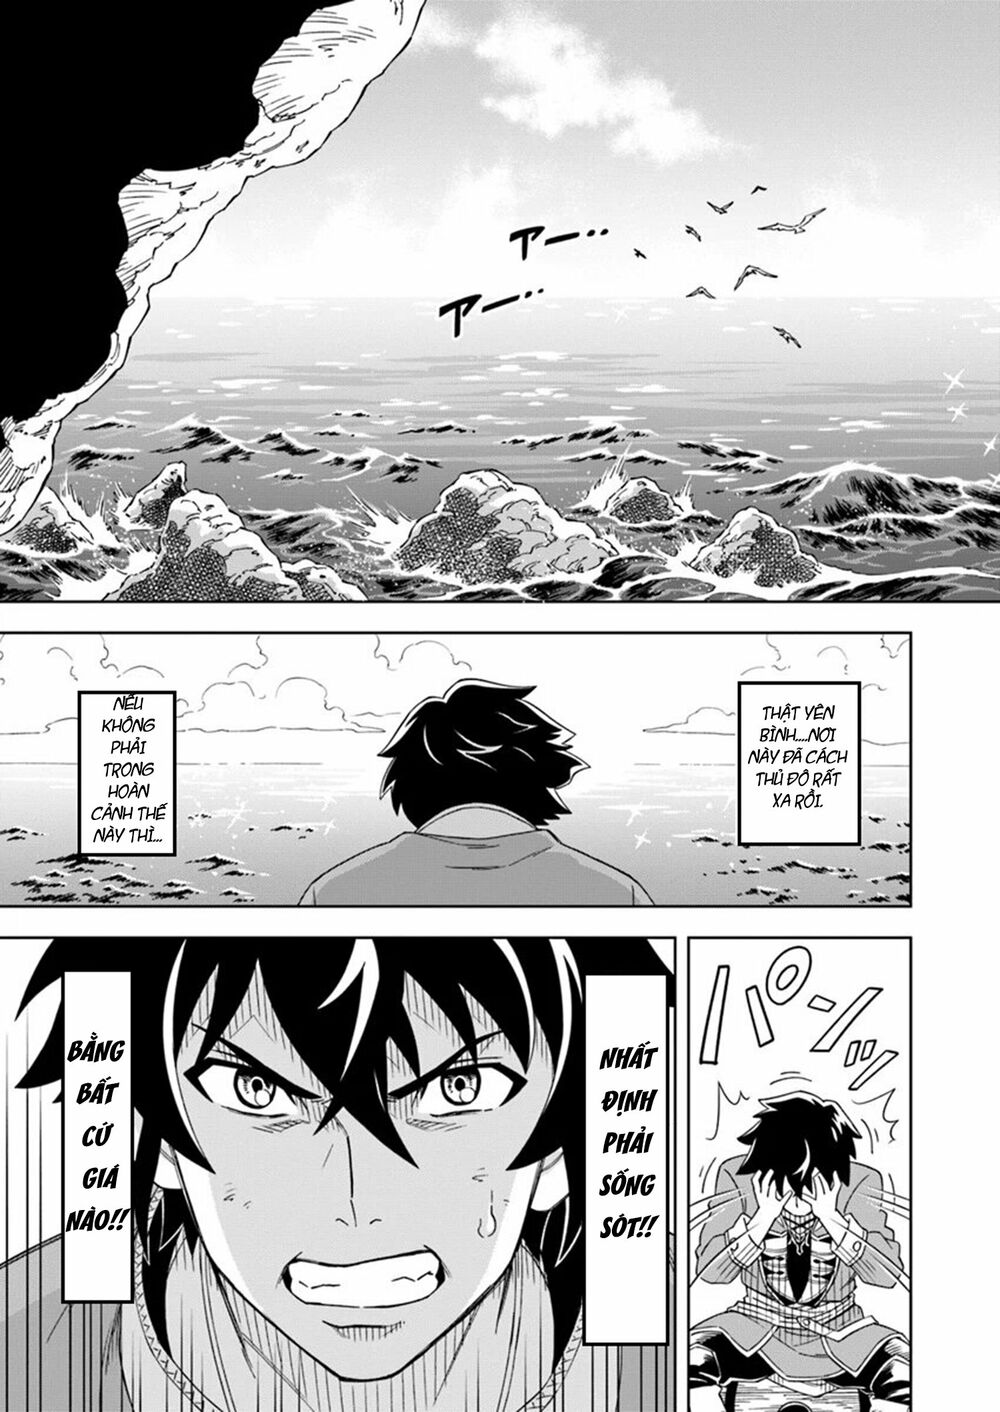 アー・・
アー・・
THẬT YÊN
BÌNH....NƠI
NÀY ĐÃ CÁCH
THỦ ĐÔ RẤT
XA RỒI.
NẾU
KHÔNG
PHẢI
TRONG
HOÀN
CẢNH THẾ
NÀY THÌ...
パーン
NHẤT
ĐỊNH
PHẢI
SỐNG
SÓT!!
BẰNG
BẤT
CỨ
GIÁ
NÀO!!